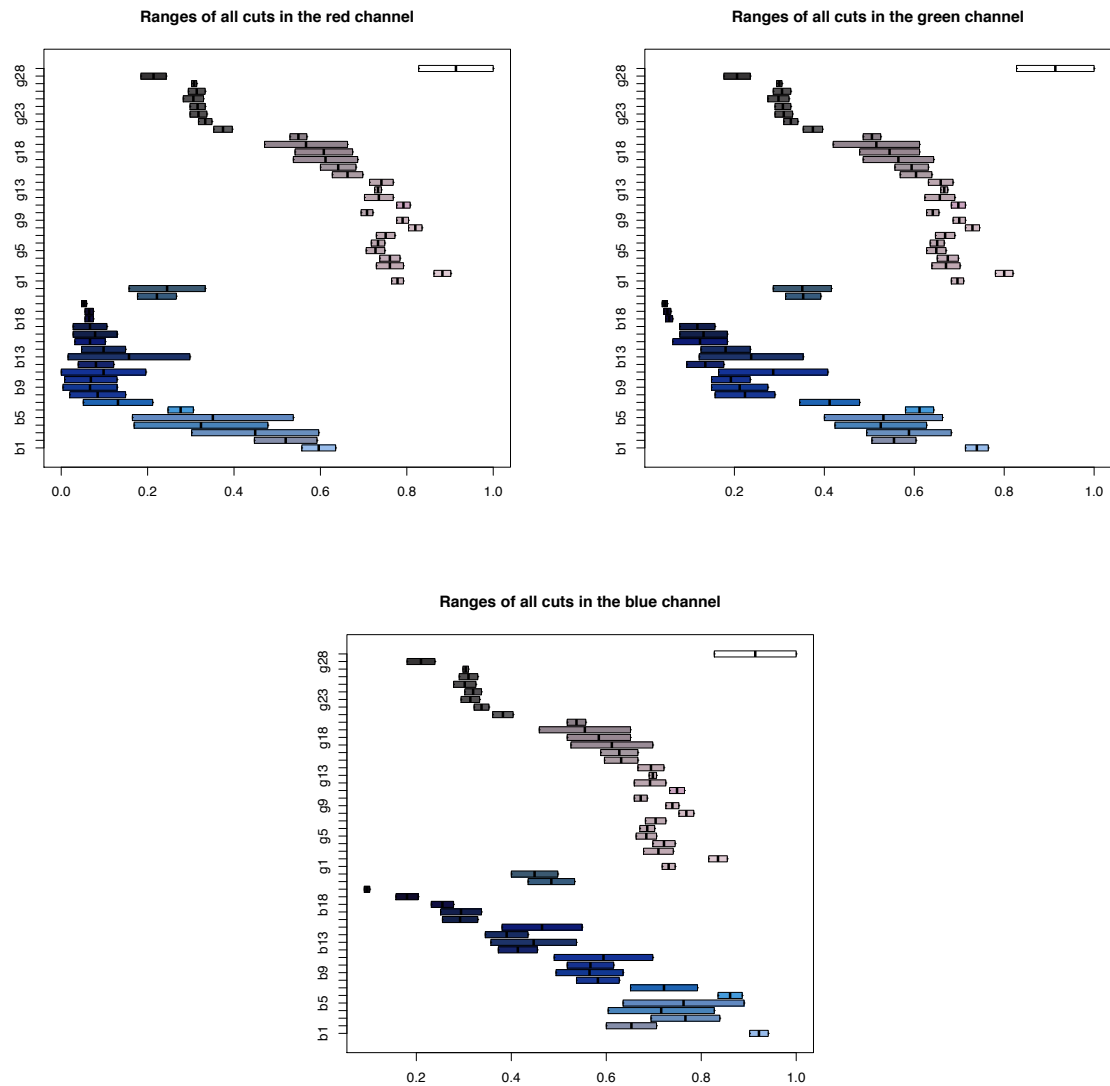 Ranges of all cuts in the red channel
g28
g23
g18
g13
g9
g5
g1
b18
b13
b9
b5
b1
0.0 0.2 0.4 0.6 0.8 1.0
Ranges of all cuts in the green channel
g28
g23
g18
g13
g9
g5
g1
b18
b13
b9
b5
b1
0.2 0.4 0.6 0.8 1.0
Ranges of all cuts in the blue channel
g28
g23
g18
g13
g9
g5
g1
b18
b13
b9
b5
b1
0.2 0.4 0.6 0.8 1.0